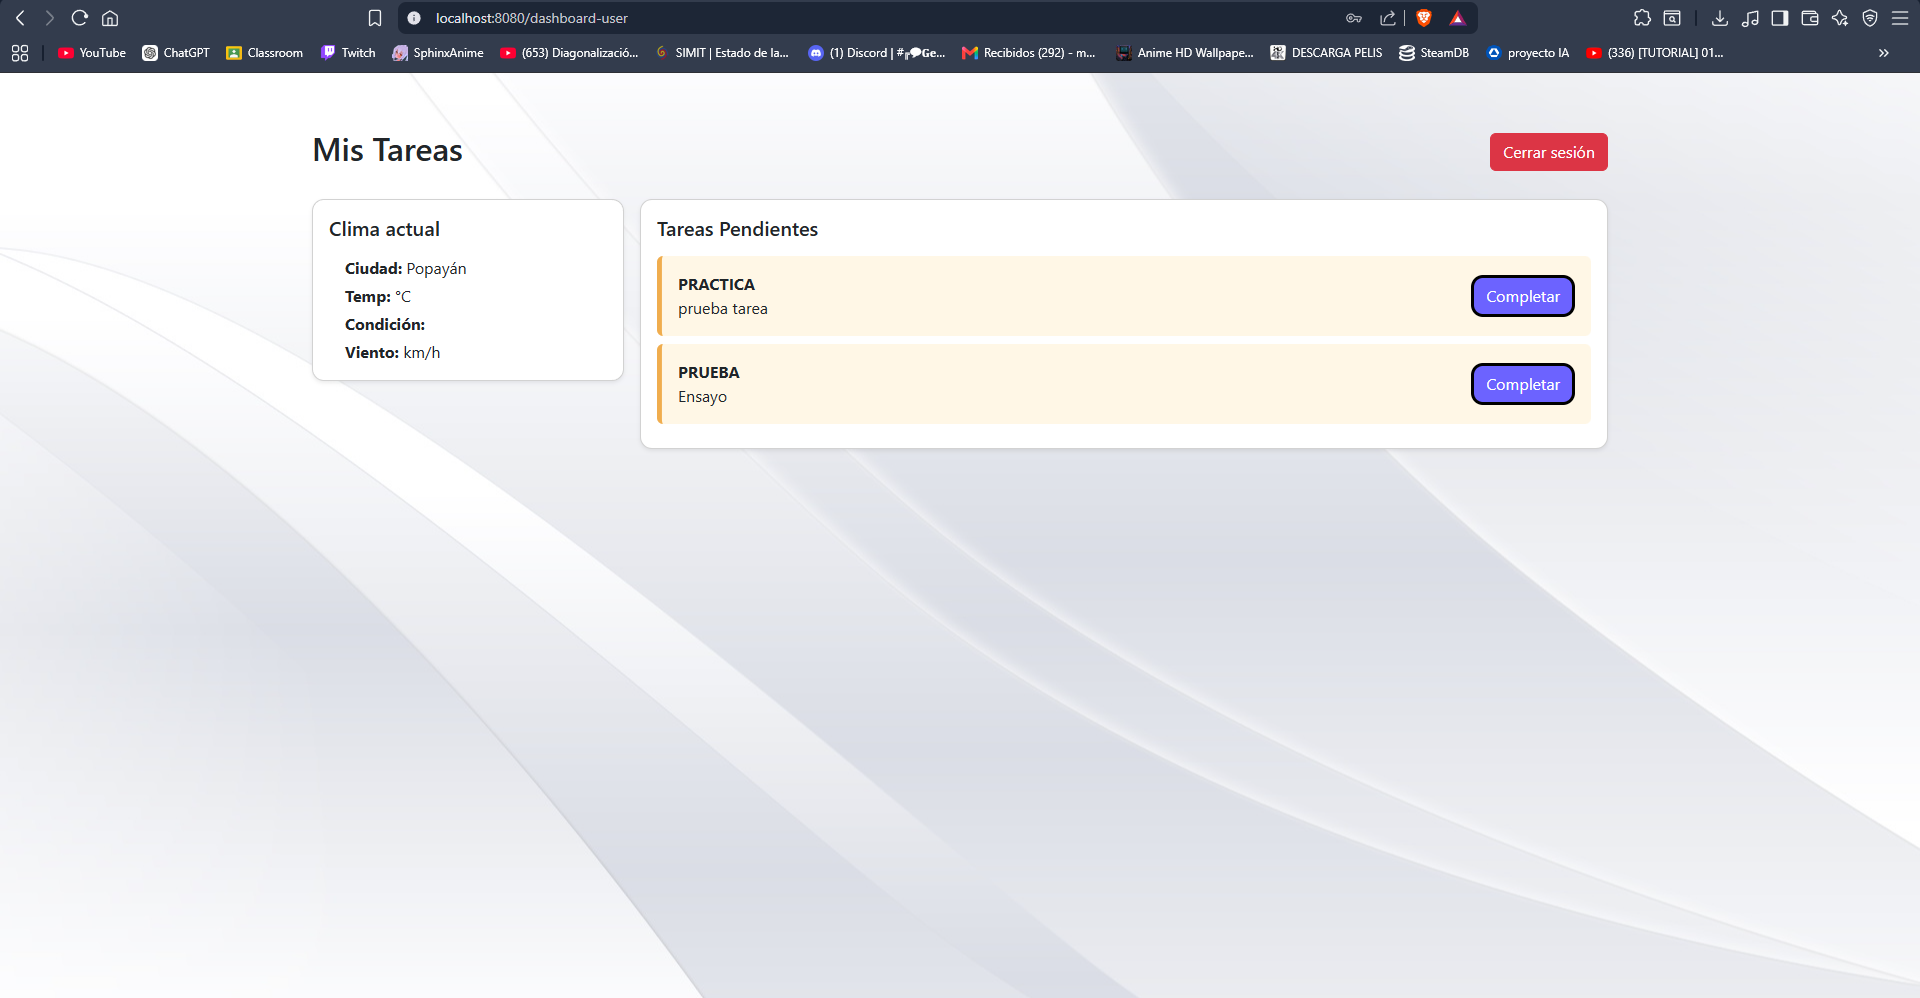 localhost:8080/dashboard-user
YouTube
ChatGPT
Classroom
Twitch
SphinxAnime
(653) Diagonalizació...
SIMIT | Estado de la...
(1) Discord | #╔💬Ge...
Recibidos (292) - m...
Anime HD Wallpape...
DESCARGA PELIS
SteamDB
proyecto IA
(336) [TUTORIAL] 01...
»
Mis Tareas
Cerrar sesión
Clima actual
Ciudad: Popayán
Temp: °C
Condición:
Viento: km/h
Tareas Pendientes
PRACTICA
prueba tarea
Completar
PRUEBA
Ensayo
Completar